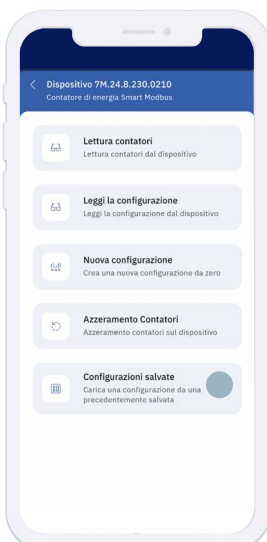 Dispositivo 7M.24.8.230.0210
Contatore di energia Smart Modbus
Lettura contatori
Lettura contatori dal dispositivo
Leggi la configurazione
Leggi la configurazione dal dispositivo
Nuova configurazione
Crea una nuova configurazione da zero
Azzeramento Contatori
Azzeramento contatori sul dispositivo
Configurazioni salvate
Carica una configurazione da una
precedentemente salvata